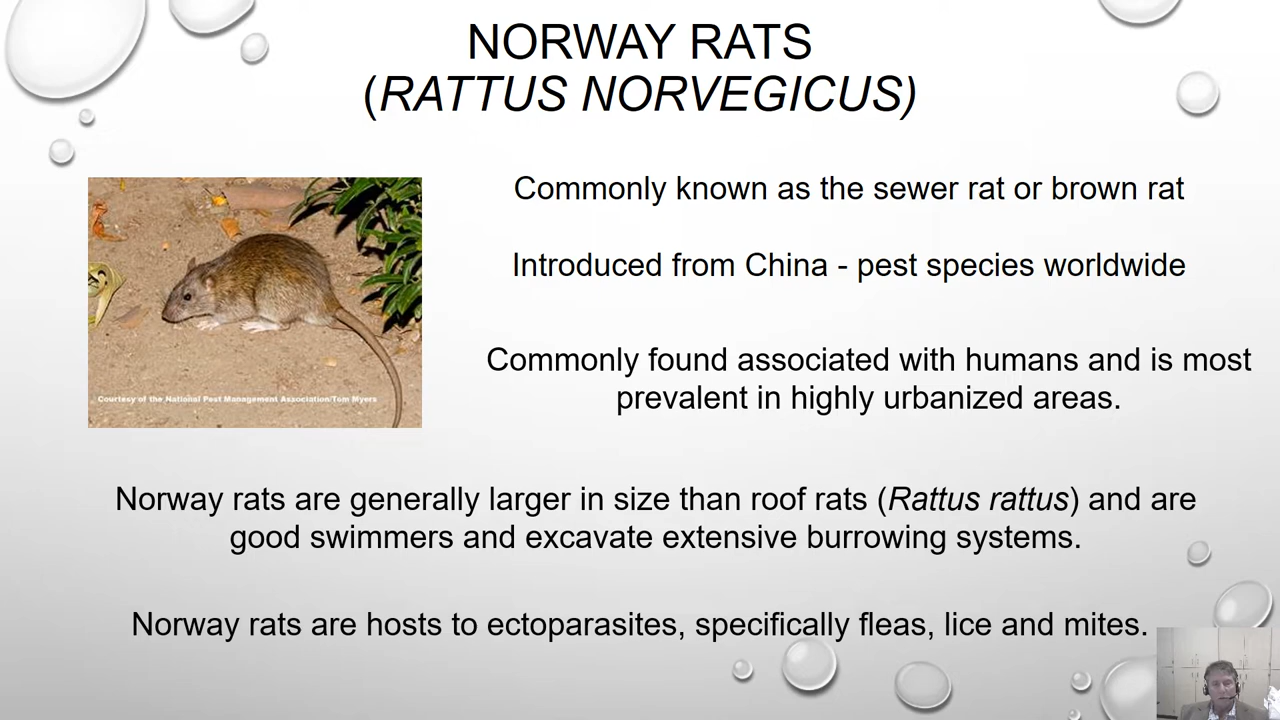 NORWAY RATS
(RATTUS NORVEGICUS)
Commonly known as the sewer rat or brown rat
Introduced from China - pest species worldwide
Commonly found associated with humans and is most
prevalent in highly urbanized areas.
Courtesy of the National Pest Management Association/Tom Myers
Norway rats are generally larger in size than roof rats (Rattus rattus) and are
good swimmers and excavate extensive burrowing systems.
Norway rats are hosts to ectoparasites, specifically fleas, lice and mites.